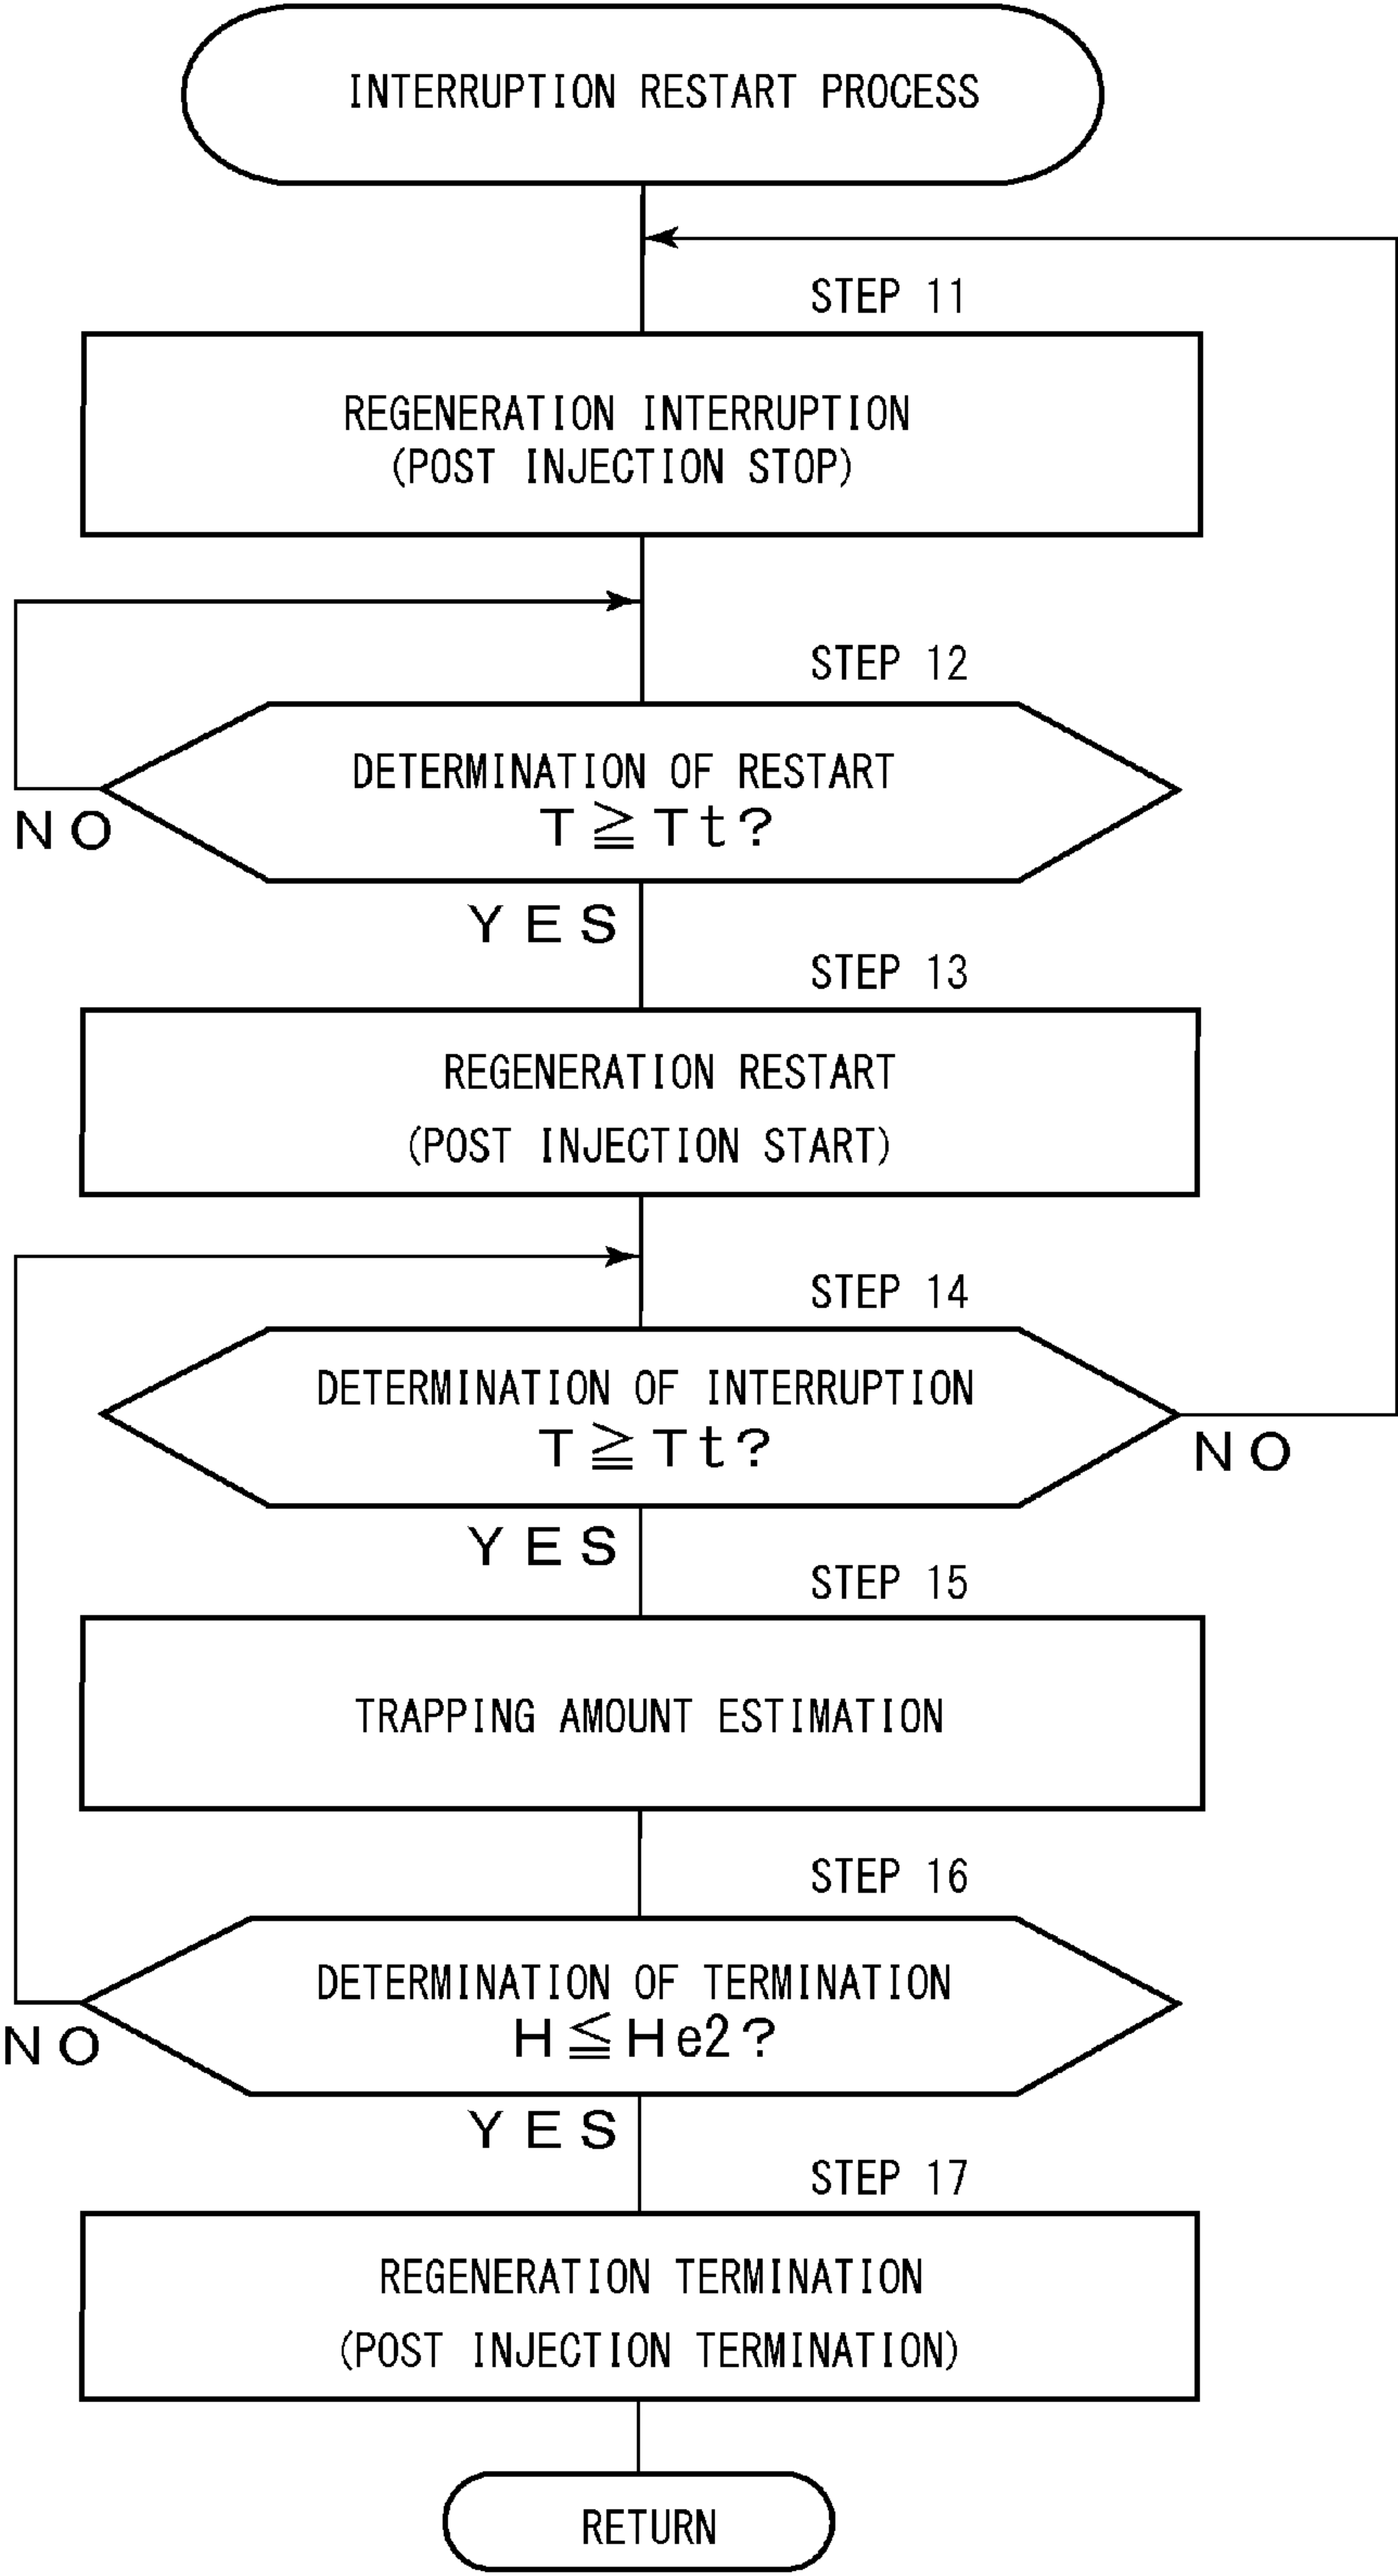 INTERRUPTION RESTART PROCESS
STEP 11
REGENERATION INTERRUPTION
(POST INJECTION STOP)
STEP 12
DETERMINATION OF RESTART
T≧Tt?
NO
YES
STEP 13
REGENERATION RESTART
(POST INJECTION START)
STEP 14
DETERMINATION OF INTERRUPTION
T≧Tt?
NO
YES
STEP 15
TRAPPING AMOUNT ESTIMATION
STEP 16
DETERMINATION OF TERMINATION
H≦He2?
NO
YES
STEP 17
REGENERATION TERMINATION
(POST INJECTION TERMINATION)
RETURN